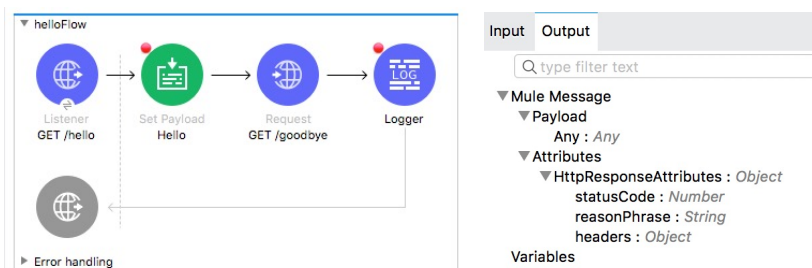 helloFlow
LOG
Listener
Set Payload
Request
Logger
GET /hello
Hello
GET /goodbye
Error handling
Input
Output
type filter text
Mule Message
Payload
Any : Any
Attributes
HttpResponseAttributes : Object
statusCode : Number
reasonPhrase : String
headers : Object
Variables